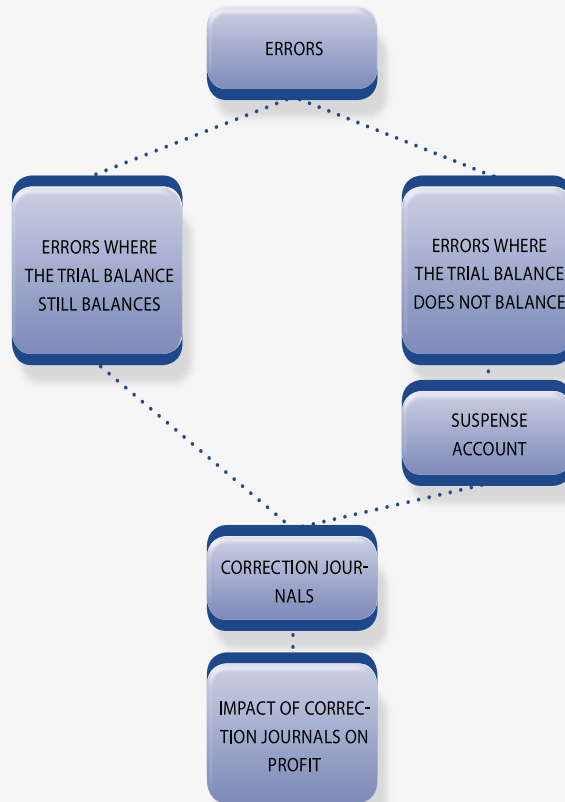 ERRORS
ERRORS WHERE
THE TRIAL BALANCE
STILL BALANCES
ERRORS WHERE
THE TRIAL BALANCE
DOES NOT BALANCE
SUSPENSE
ACCOUNT
CORRECTION JOUR-
NALS
IMPACT OF CORREC-
TION JOURNALS ON
PROFIT